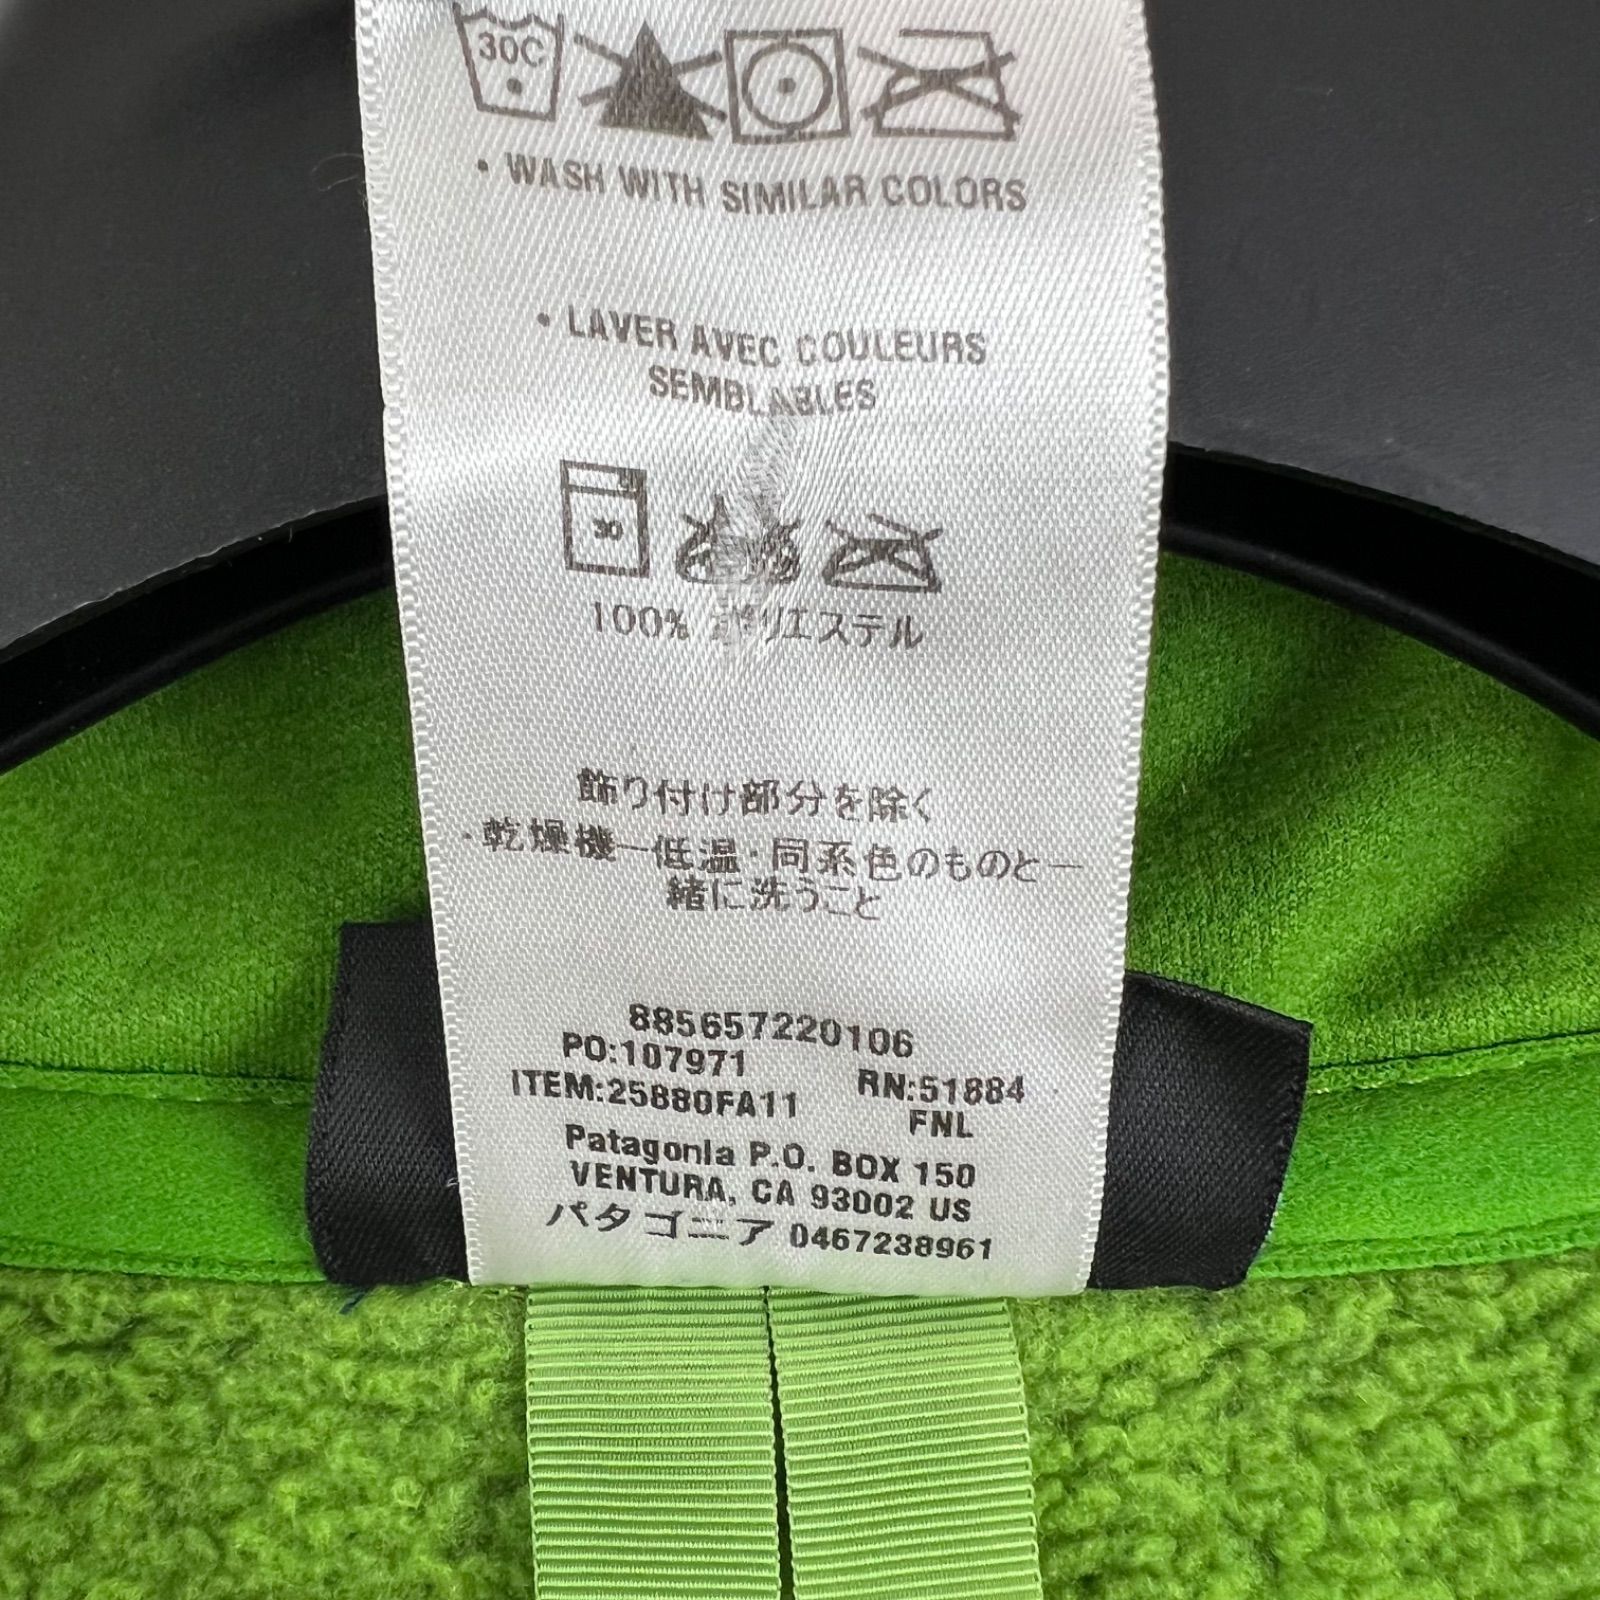 30C
• WASH WITH SIMILAR COLORS
• LAVER AVEC COULEURS
SEMBLABLES
30
100% ポリエステル
飾り付け部分を除く
・乾燥機一低温・同系色のものと一
緒に洗うこと
885657220106
PO:107971 RN:51884
ITEM:25880FA11 FNL
Patagonia P.O. BOX 150
VENTURA, CA 93002 US
パタゴニア 0467238961